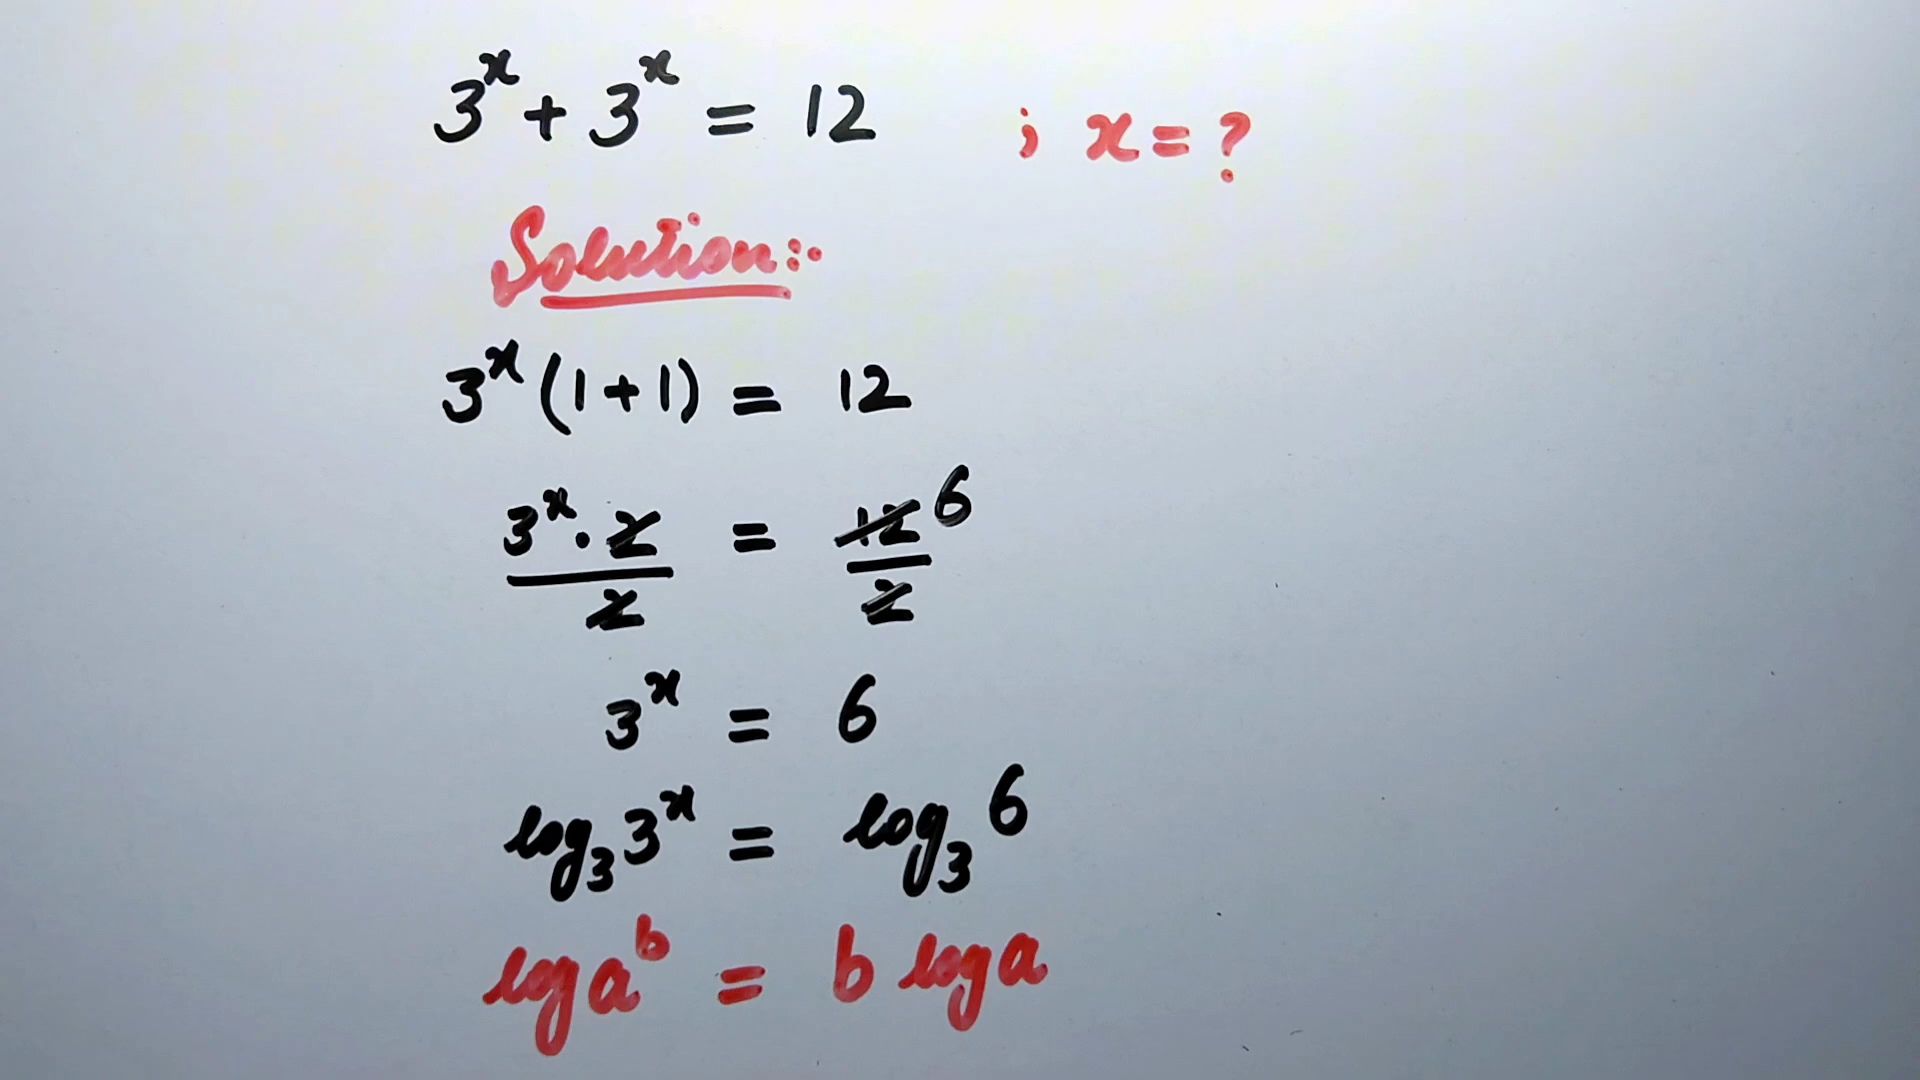 3^x + 3^x = 12 ; x = ?
Solution:-
3^x (1 + 1) = 12
3^x · 2 / 2 = 12 / 2 6
3^x = 6
log_3 3^x = log_3 6
log a^b = b log a